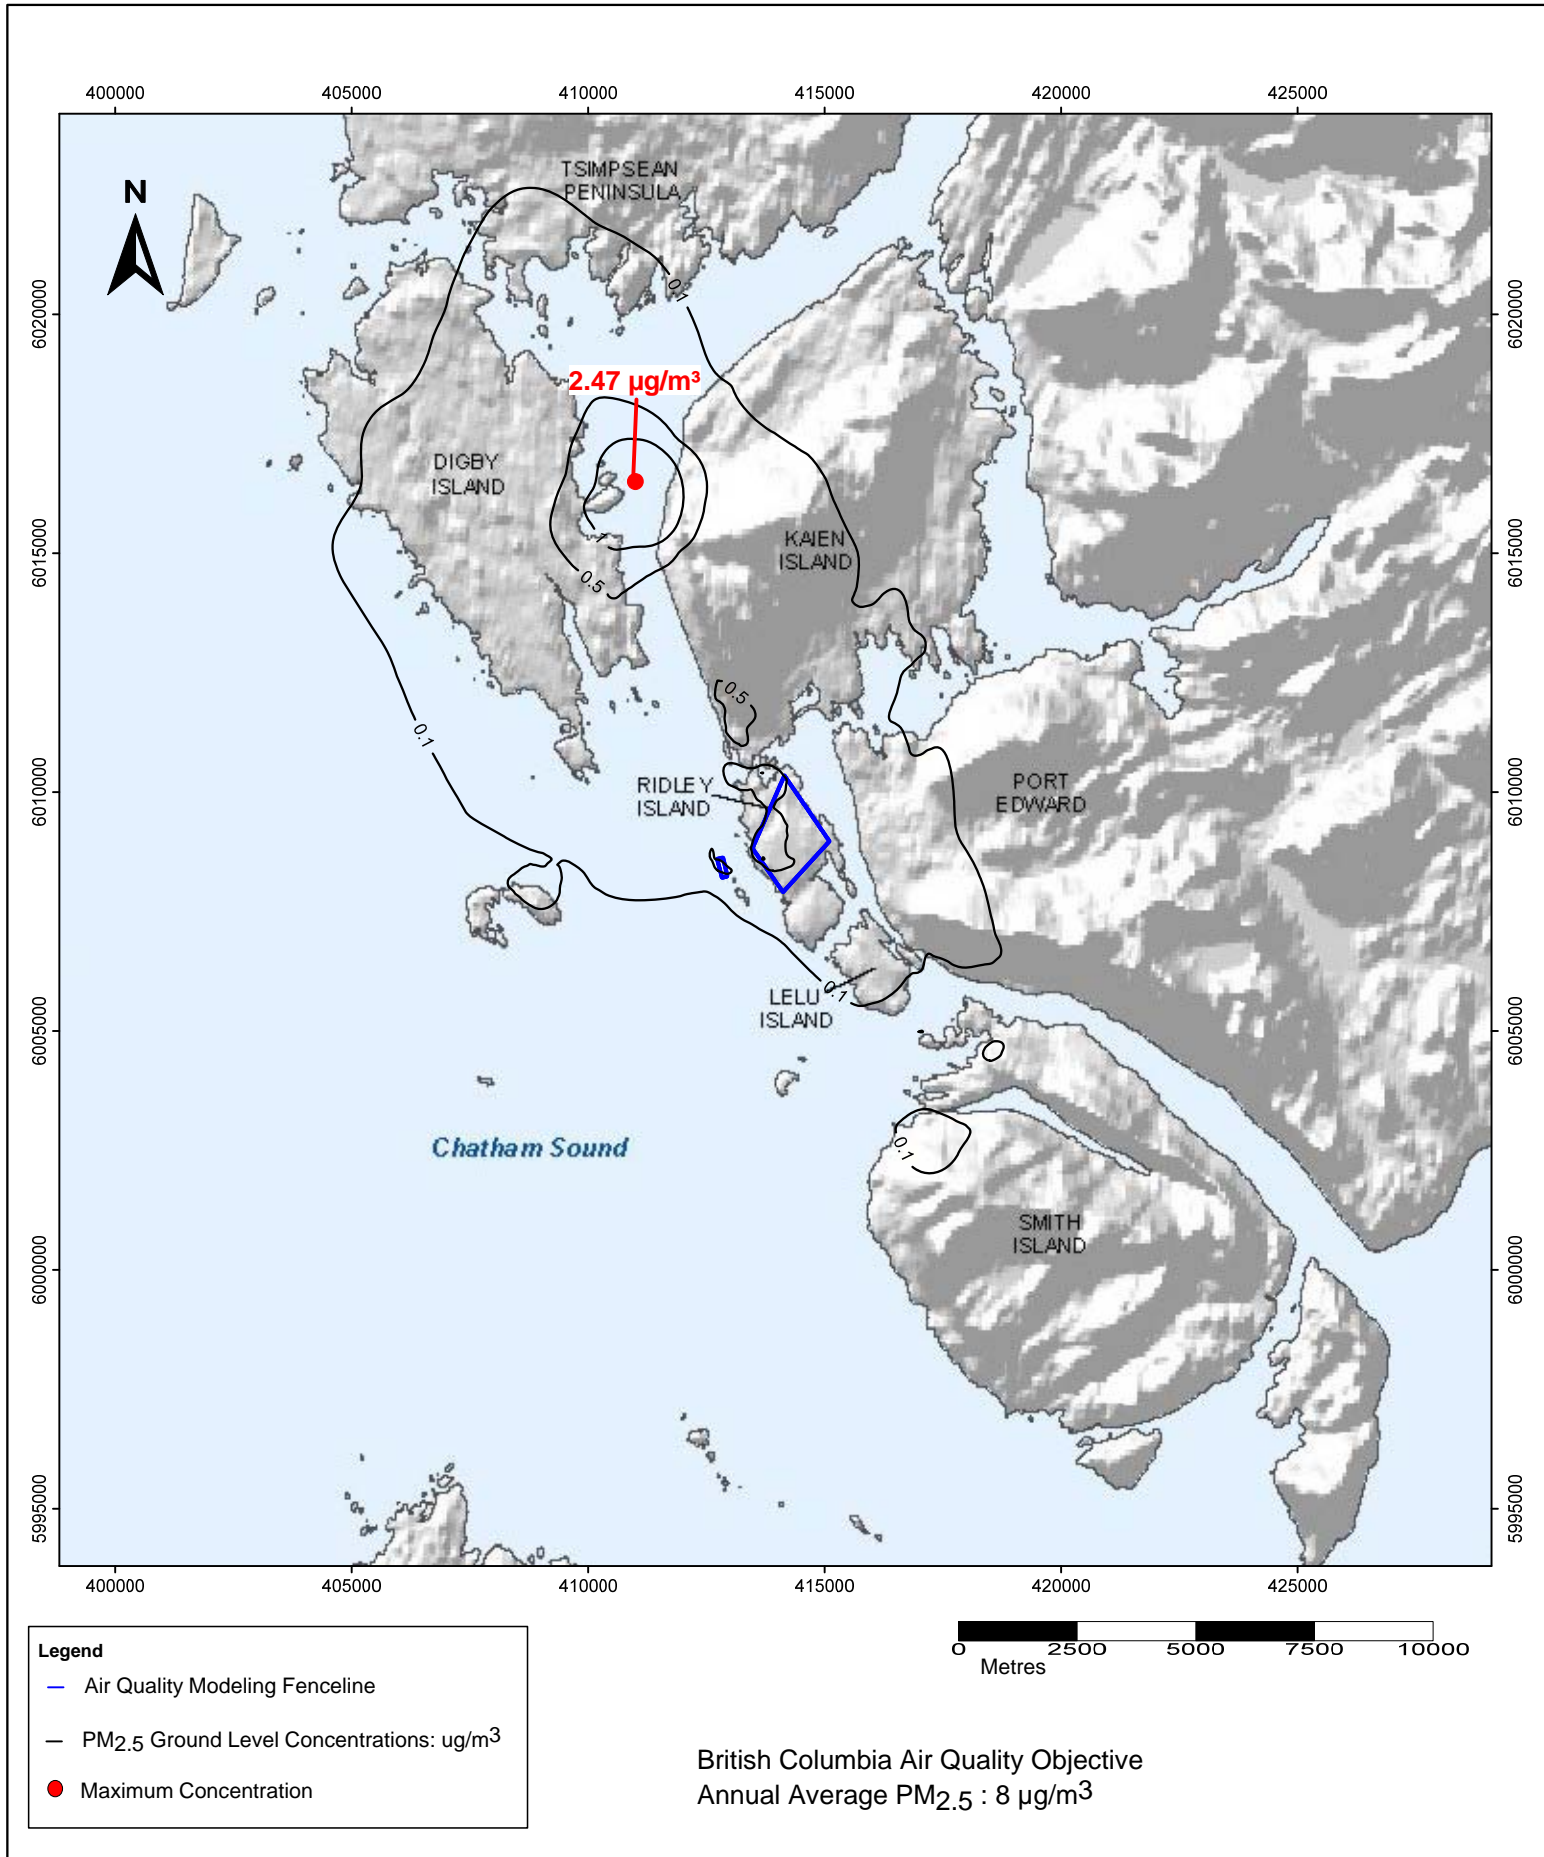 400000 405000 410000 415000 420000 425000
N
TSIMPSEAN
PENINSULA
0.1
6020000 6020000
2.47 µg/m³
DIGBY
ISLAND
KAIEN
ISLAND
1
0.5
6015000 6015000
0.5
0.1
RIDLEY
ISLAND
PORT
EDWARD
6010000 6010000
0.1
LELU
ISLAND
6005000 6005000
Chatham Sound
0.1
SMITH
ISLAND
6000000 6000000
5995000 5995000
400000 405000 410000 415000 420000 425000
0 2500 5000 7500 10000
Metres
Legend
Air Quality Modeling Fenceline
PM2.5 Ground Level Concentrations: ug/m3
Maximum Concentration
British Columbia Air Quality Objective
Annual Average PM2.5 : 8 µg/m3